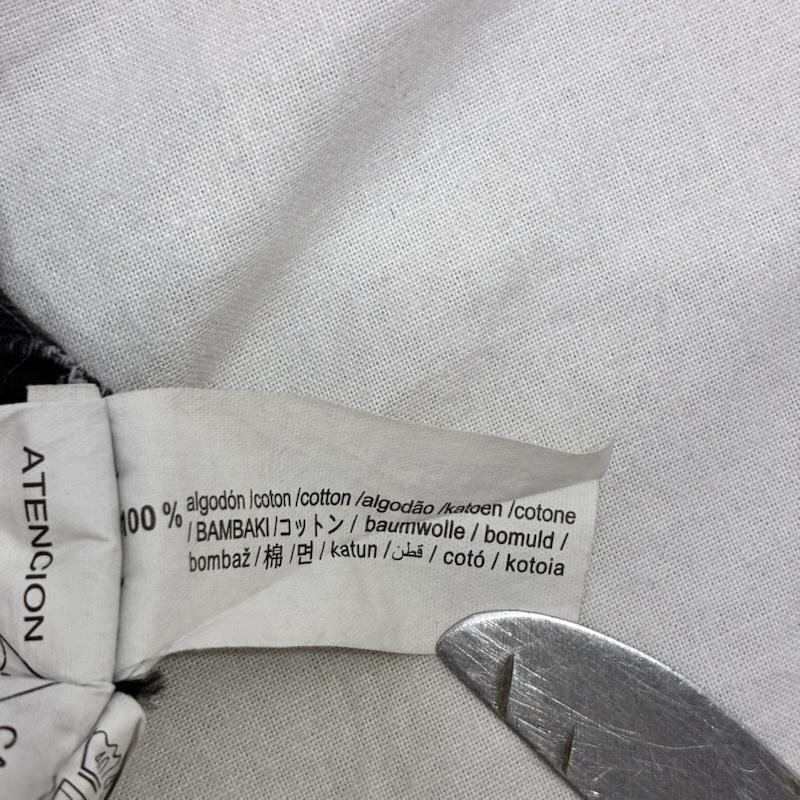 ATENCION
100 % algodón /coton /cotton /algodão /katoen /cotone
/ BAMBAKI /コットン / baumwolle / bomuld /
bombaž / 棉 /면 / katun / قطن / cotó / kotoia